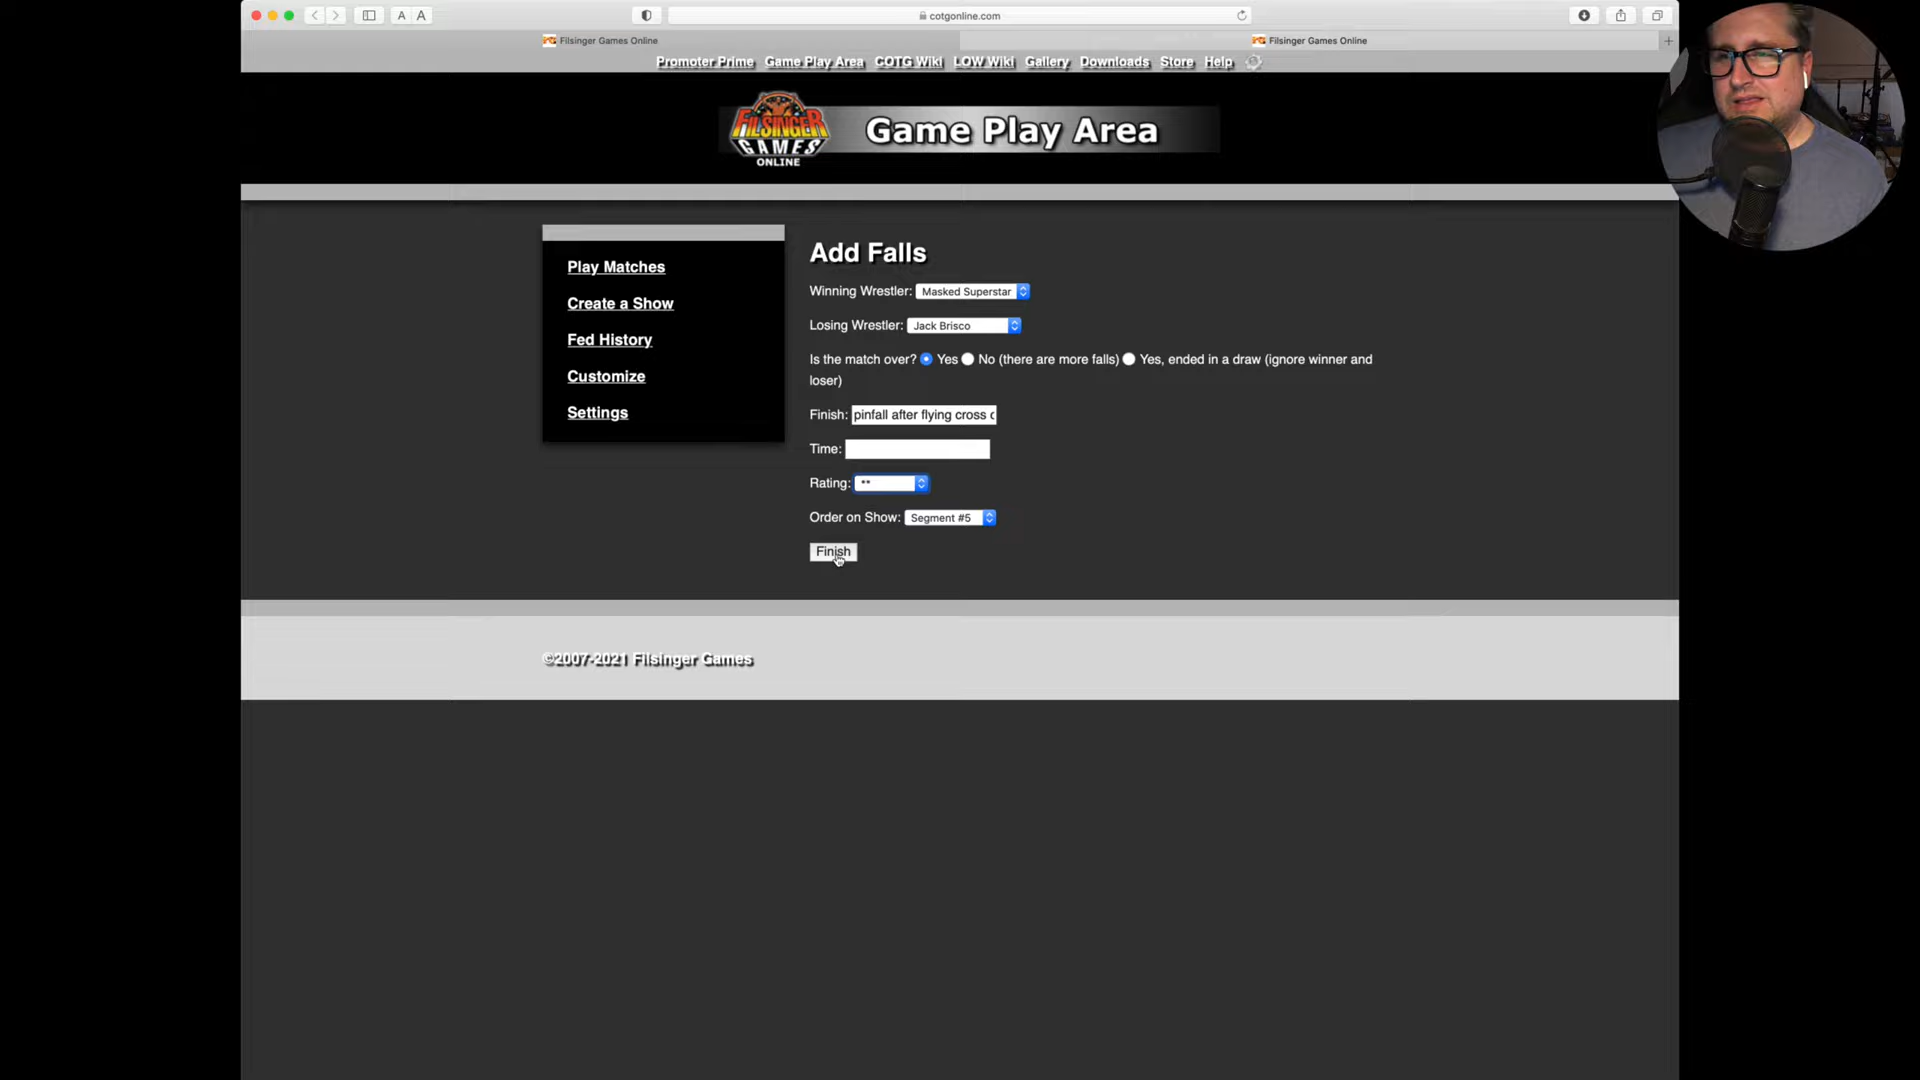 A A
cotgonline.com
Filsinger Games Online
Filsinger Games Online
Promoter Prime Game Play Area COTG Wiki LOW Wiki Gallery Downloads Store Help
FILSINGER
GAMES
ONLINE
Game Play Area
Play Matches
Create a Show
Fed History
Customize
Settings
Add Falls
Winning Wrestler: Masked Superstar
Losing Wrestler: Jack Brisco
Is the match over? Yes No (there are more falls) Yes, ended in a draw (ignore winner and
loser)
Finish: pinfall after flying cross c
Time:
Rating: **
Order on Show: Segment #5
Finish
©2007-2021 Filsinger Games